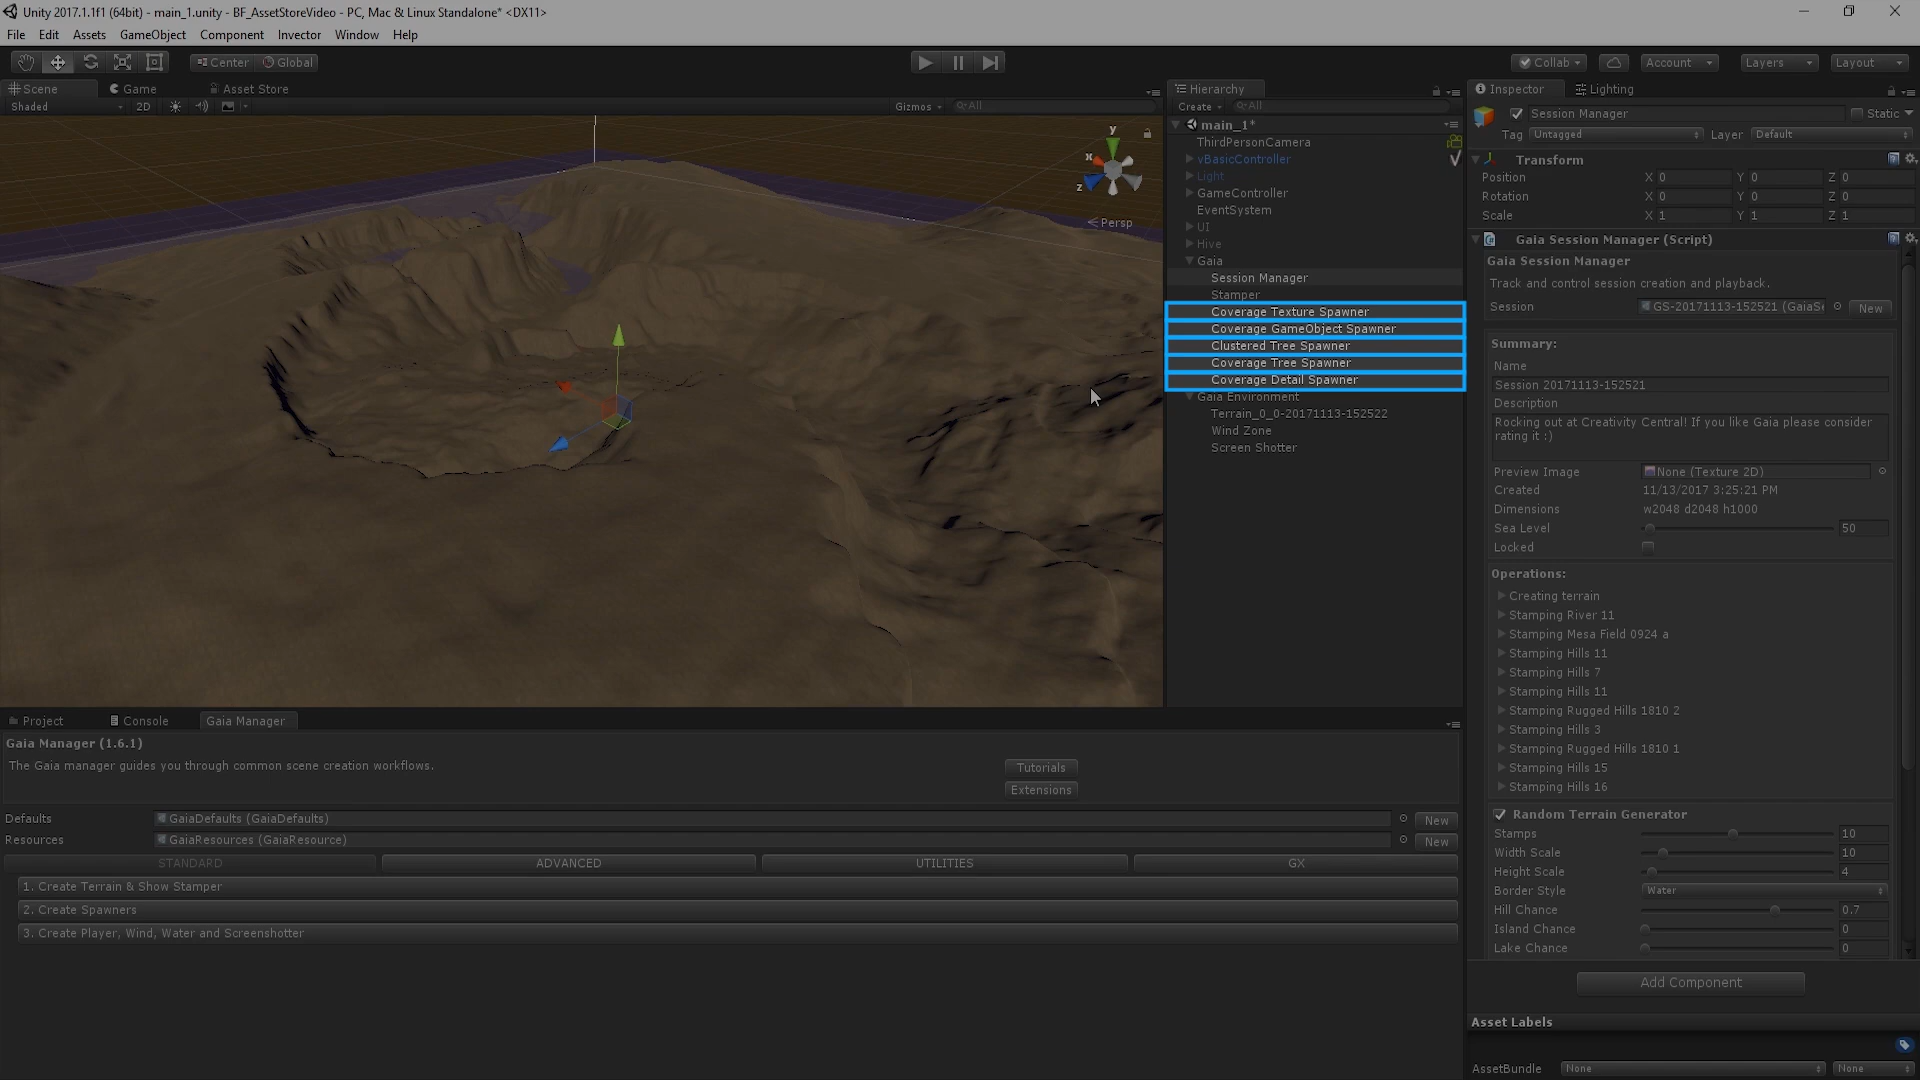 Unity 2017.1.1f1 (64bit) - main_1.unity - BF_AssetStoreVideo - PC, Mac & Linux Standalone* <DX11>
File Edit Assets GameObject Component Invector Window Help
Center Global
Collab Account Layers Layout
Scene Game Asset Store
Shaded 2D Gizmos All
y
x
z
Persp
Hierarchy
Create All
main_1*
ThirdPersonCamera
vBasicController
Light
GameController
EventSystem
UI
Hive
Gaia
Session Manager
Stamper
Coverage Texture Spawner
Coverage GameObject Spawner
Clustered Tree Spawner
Coverage Tree Spawner
Coverage Detail Spawner
Gaia Environment
Terrain_0_0-20171113-152522
Wind Zone
Screen Shotter
Inspector Lighting
Session Manager Static
Tag Untagged Layer Default
Transform
Position X 0 Y 0 Z 0
Rotation X 0 Y 0 Z 0
Scale X 1 Y 1 Z 1
Gaia Session Manager (Script)
Gaia Session Manager
Track and control session creation and playback.
Session GS-20171113-152521 (GaiaSe New
Summary:
Name
Session 20171113-152521
Description
Rocking out at Creativity Central! If you like Gaia please consider
rating it :)
Preview Image None (Texture 2D)
Created 11/13/2017 3:25:21 PM
Dimensions w2048 d2048 h1000
Sea Level 50
Locked
Operations:
Creating terrain
Stamping River 11
Stamping Mesa Field 0924 a
Stamping Hills 11
Stamping Hills 7
Stamping Hills 11
Stamping Rugged Hills 1810 2
Stamping Hills 3
Stamping Rugged Hills 1810 1
Stamping Hills 15
Stamping Hills 16
Random Terrain Generator
Stamps 10
Width Scale 10
Height Scale 4
Border Style Water
Hill Chance 0.7
Island Chance 0
Lake Chance 0
Add Component
Asset Labels
AssetBundle None None
Project Console Gaia Manager
Gaia Manager (1.6.1)
The Gaia manager guides you through common scene creation workflows.
Tutorials
Extensions
Defaults GaiaDefaults (GaiaDefaults) New
Resources GaiaResources (GaiaResource) New
STANDARD ADVANCED UTILITIES GX
1. Create Terrain & Show Stamper
2. Create Spawners
3. Create Player, Wind, Water and Screenshotter